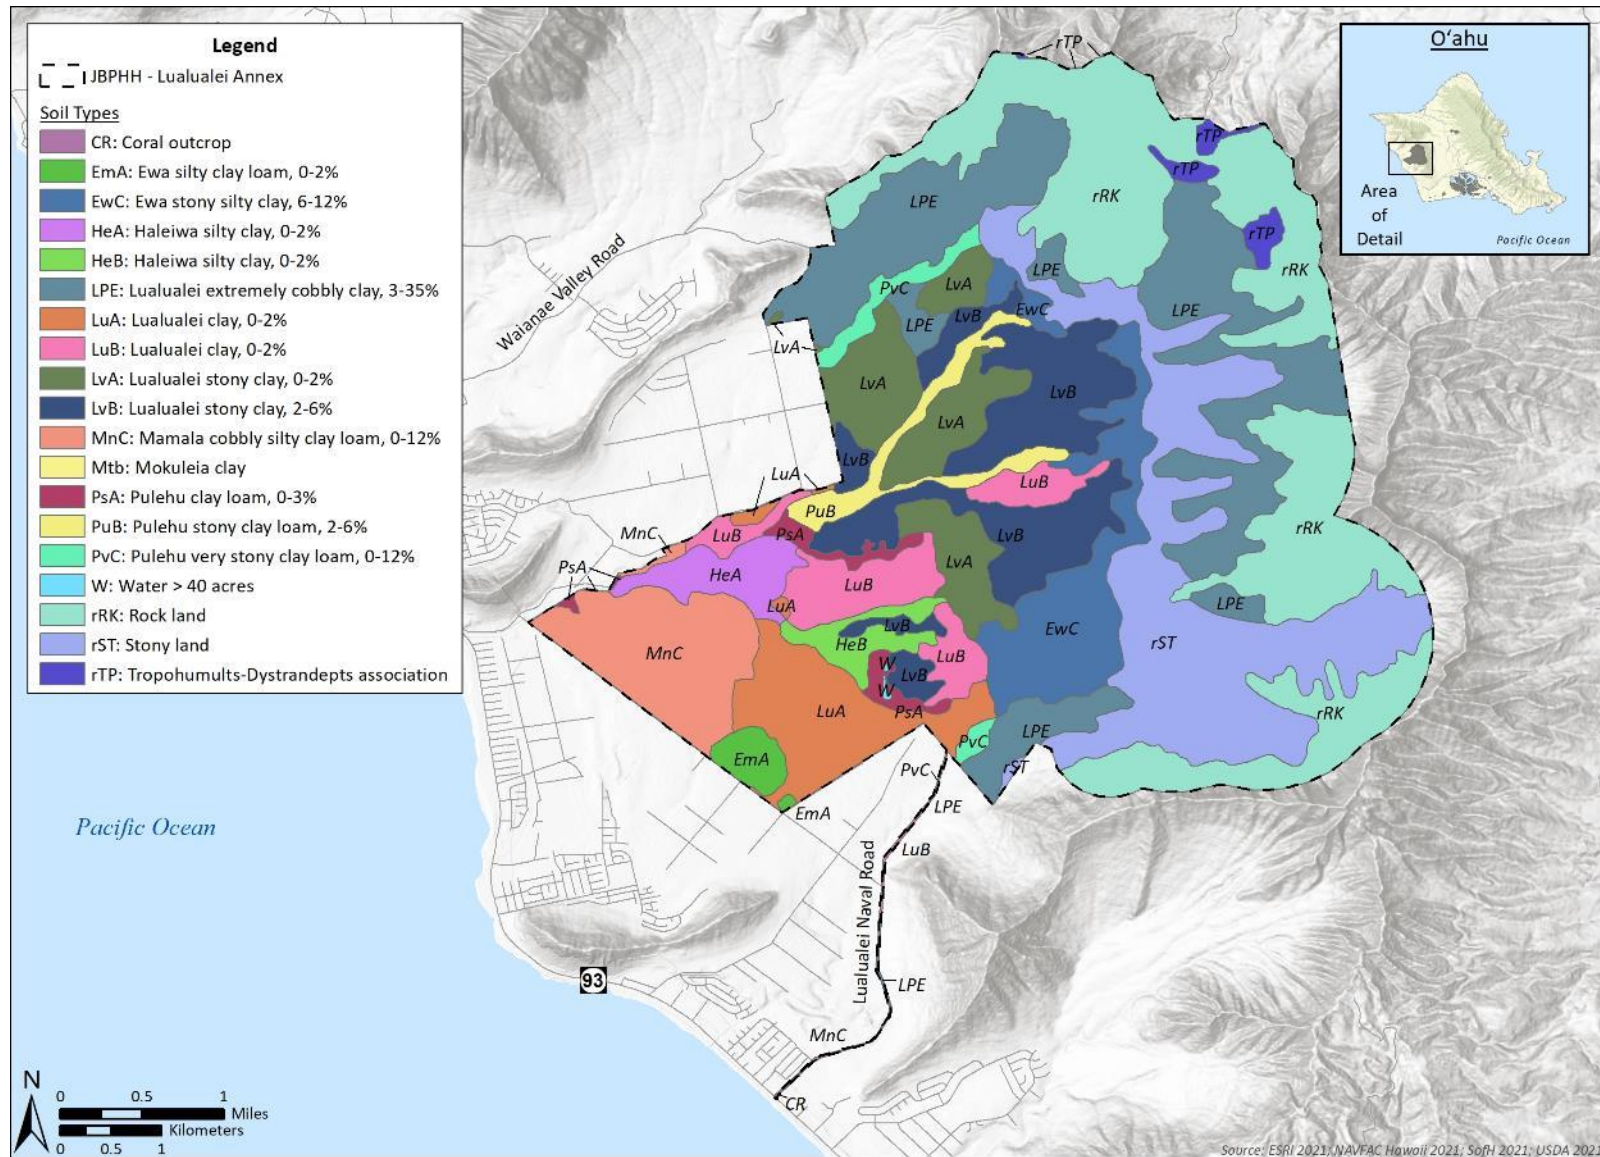 Legend
JBPHH - Lualualei Annex
Soil Types
CR: Coral outcrop
EmA: Ewa silty clay loam, 0-2%
EwC: Ewa stony silty clay, 6-12%
HeA: Haleiwa silty clay, 0-2%
HeB: Haleiwa silty clay, 0-2%
LPE: Lualualei extremely cobbly clay, 3-35%
LuA: Lualualei clay, 0-2%
LuB: Lualualei clay, 0-2%
LvA: Lualualei stony clay, 0-2%
LvB: Lualualei stony clay, 2-6%
MnC: Mamala cobbly silty clay loam, 0-12%
Mtb: Mokuleia clay
PsA: Pulehu clay loam, 0-3%
PuB: Pulehu stony clay loam, 2-6%
PvC: Pulehu very stony clay loam, 0-12%
W: Water > 40 acres
rRK: Rock land
rST: Stony land
rTP: Tropohumults-Dystrandepts association
Oʻahu
Area
of
Detail
Pacific Ocean
rTP
rTP
rTP
LPE
rRK
rTP
Waianae Valley Road
LPE
rRK
PvC
LvA
LvB
EwC
LPE
LPE
LvA
LvA
LvB
LvA
LvB
LuA
LuB
PuB
MnC
LuB
PsA
LvB
rRK
PsA
HeA
LuB
LvA
LuA
LPE
LvB
EwC
HeB
rST
MnC
LuB
W
LvB
W
LuA
PsA
rRK
LPE
PvC
EmA
rST
PvC
LPE
EmA
Pacific Ocean
LuB
Lualualei Naval Road
93
LPE
MnC
CR
N
0 0.5 1
Miles
Kilometers
0 0.5 1
Source: ESRI 2021; NAVFAC Hawaii 2021; SofH 2021; USDA 2021